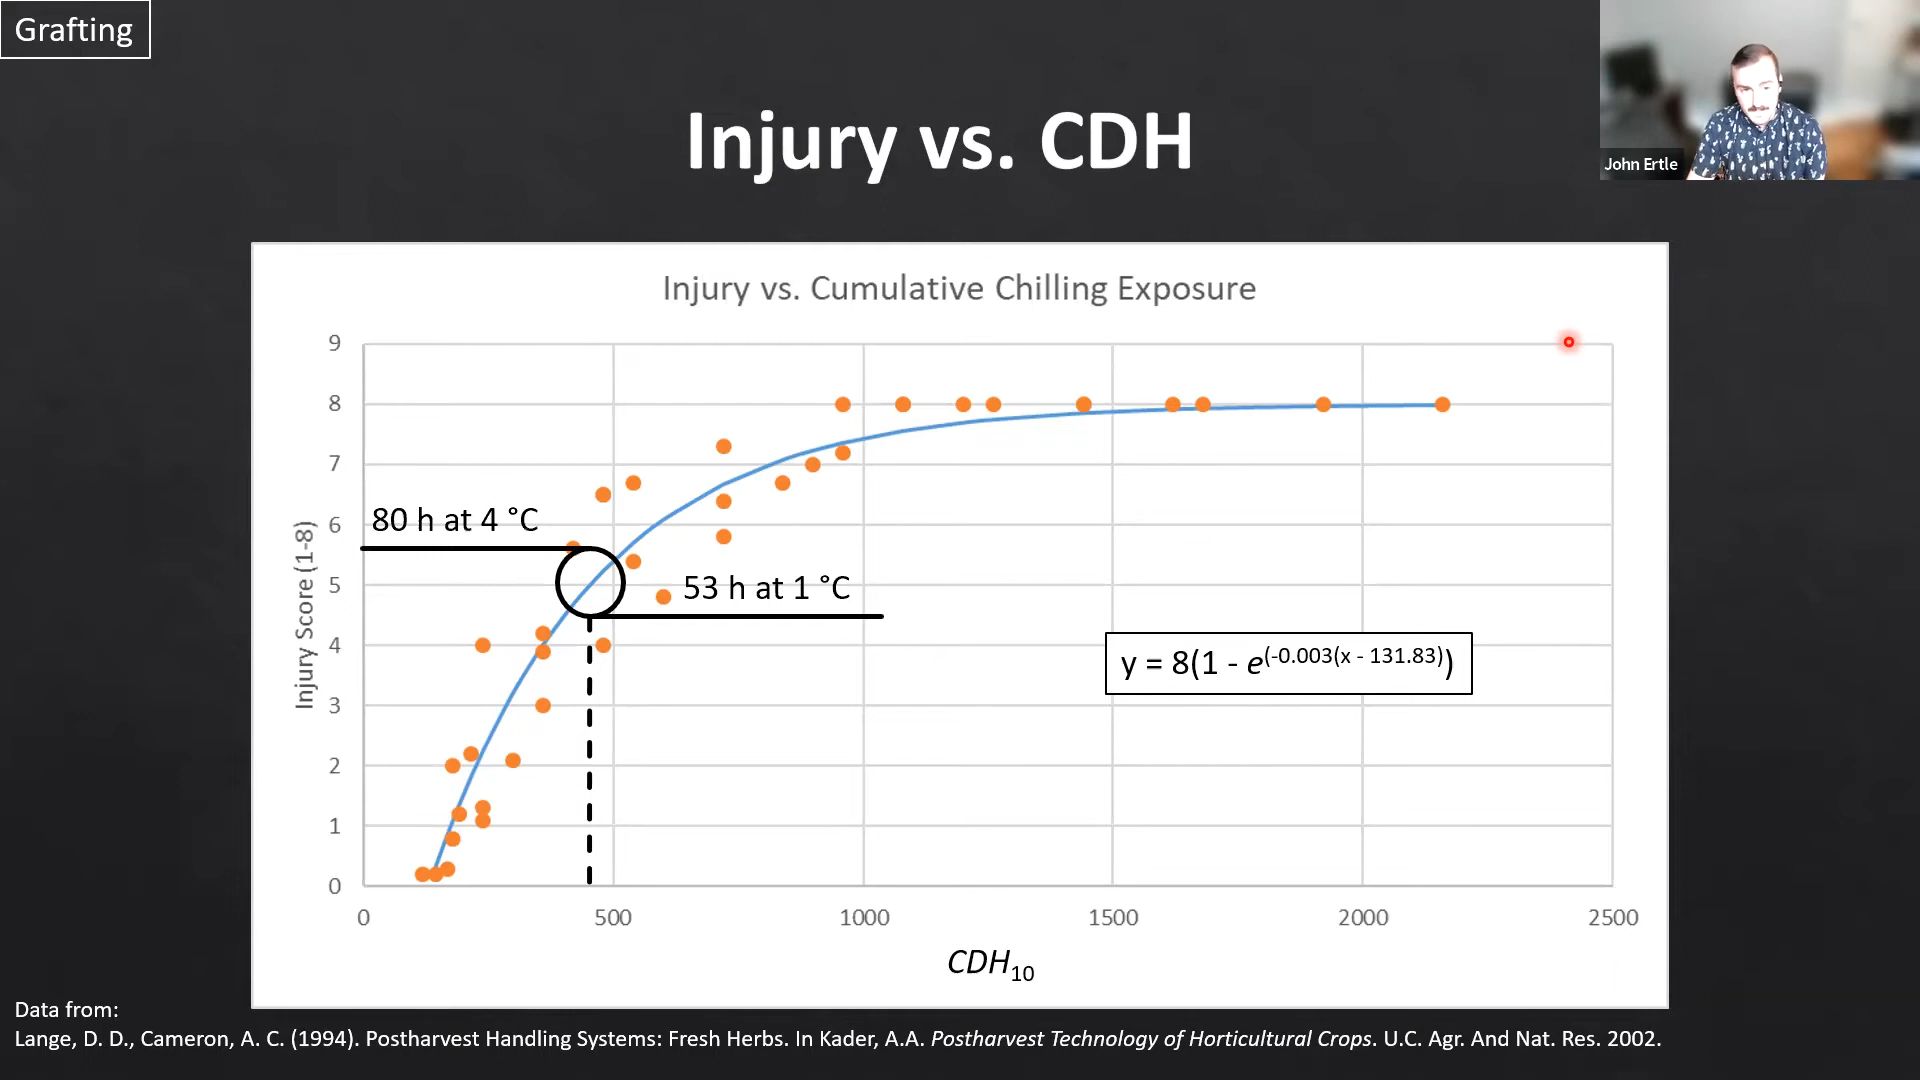 Grafting
John Ertle
Injury vs. CDH
Injury vs. Cumulative Chilling Exposure
9
8
7
6
5
4
3
2
1
0
Injury Score (1-8)
80 h at 4 °C
53 h at 1 °C
y = 8(1 - e^(-0.003(x - 131.83)))
0 500 1000 1500 2000 2500
CDH10
Data from:
Lange, D. D., Cameron, A. C. (1994). Postharvest Handling Systems: Fresh Herbs. In Kader, A.A. Postharvest Technology of Horticultural Crops. U.C. Agr. And Nat. Res. 2002.